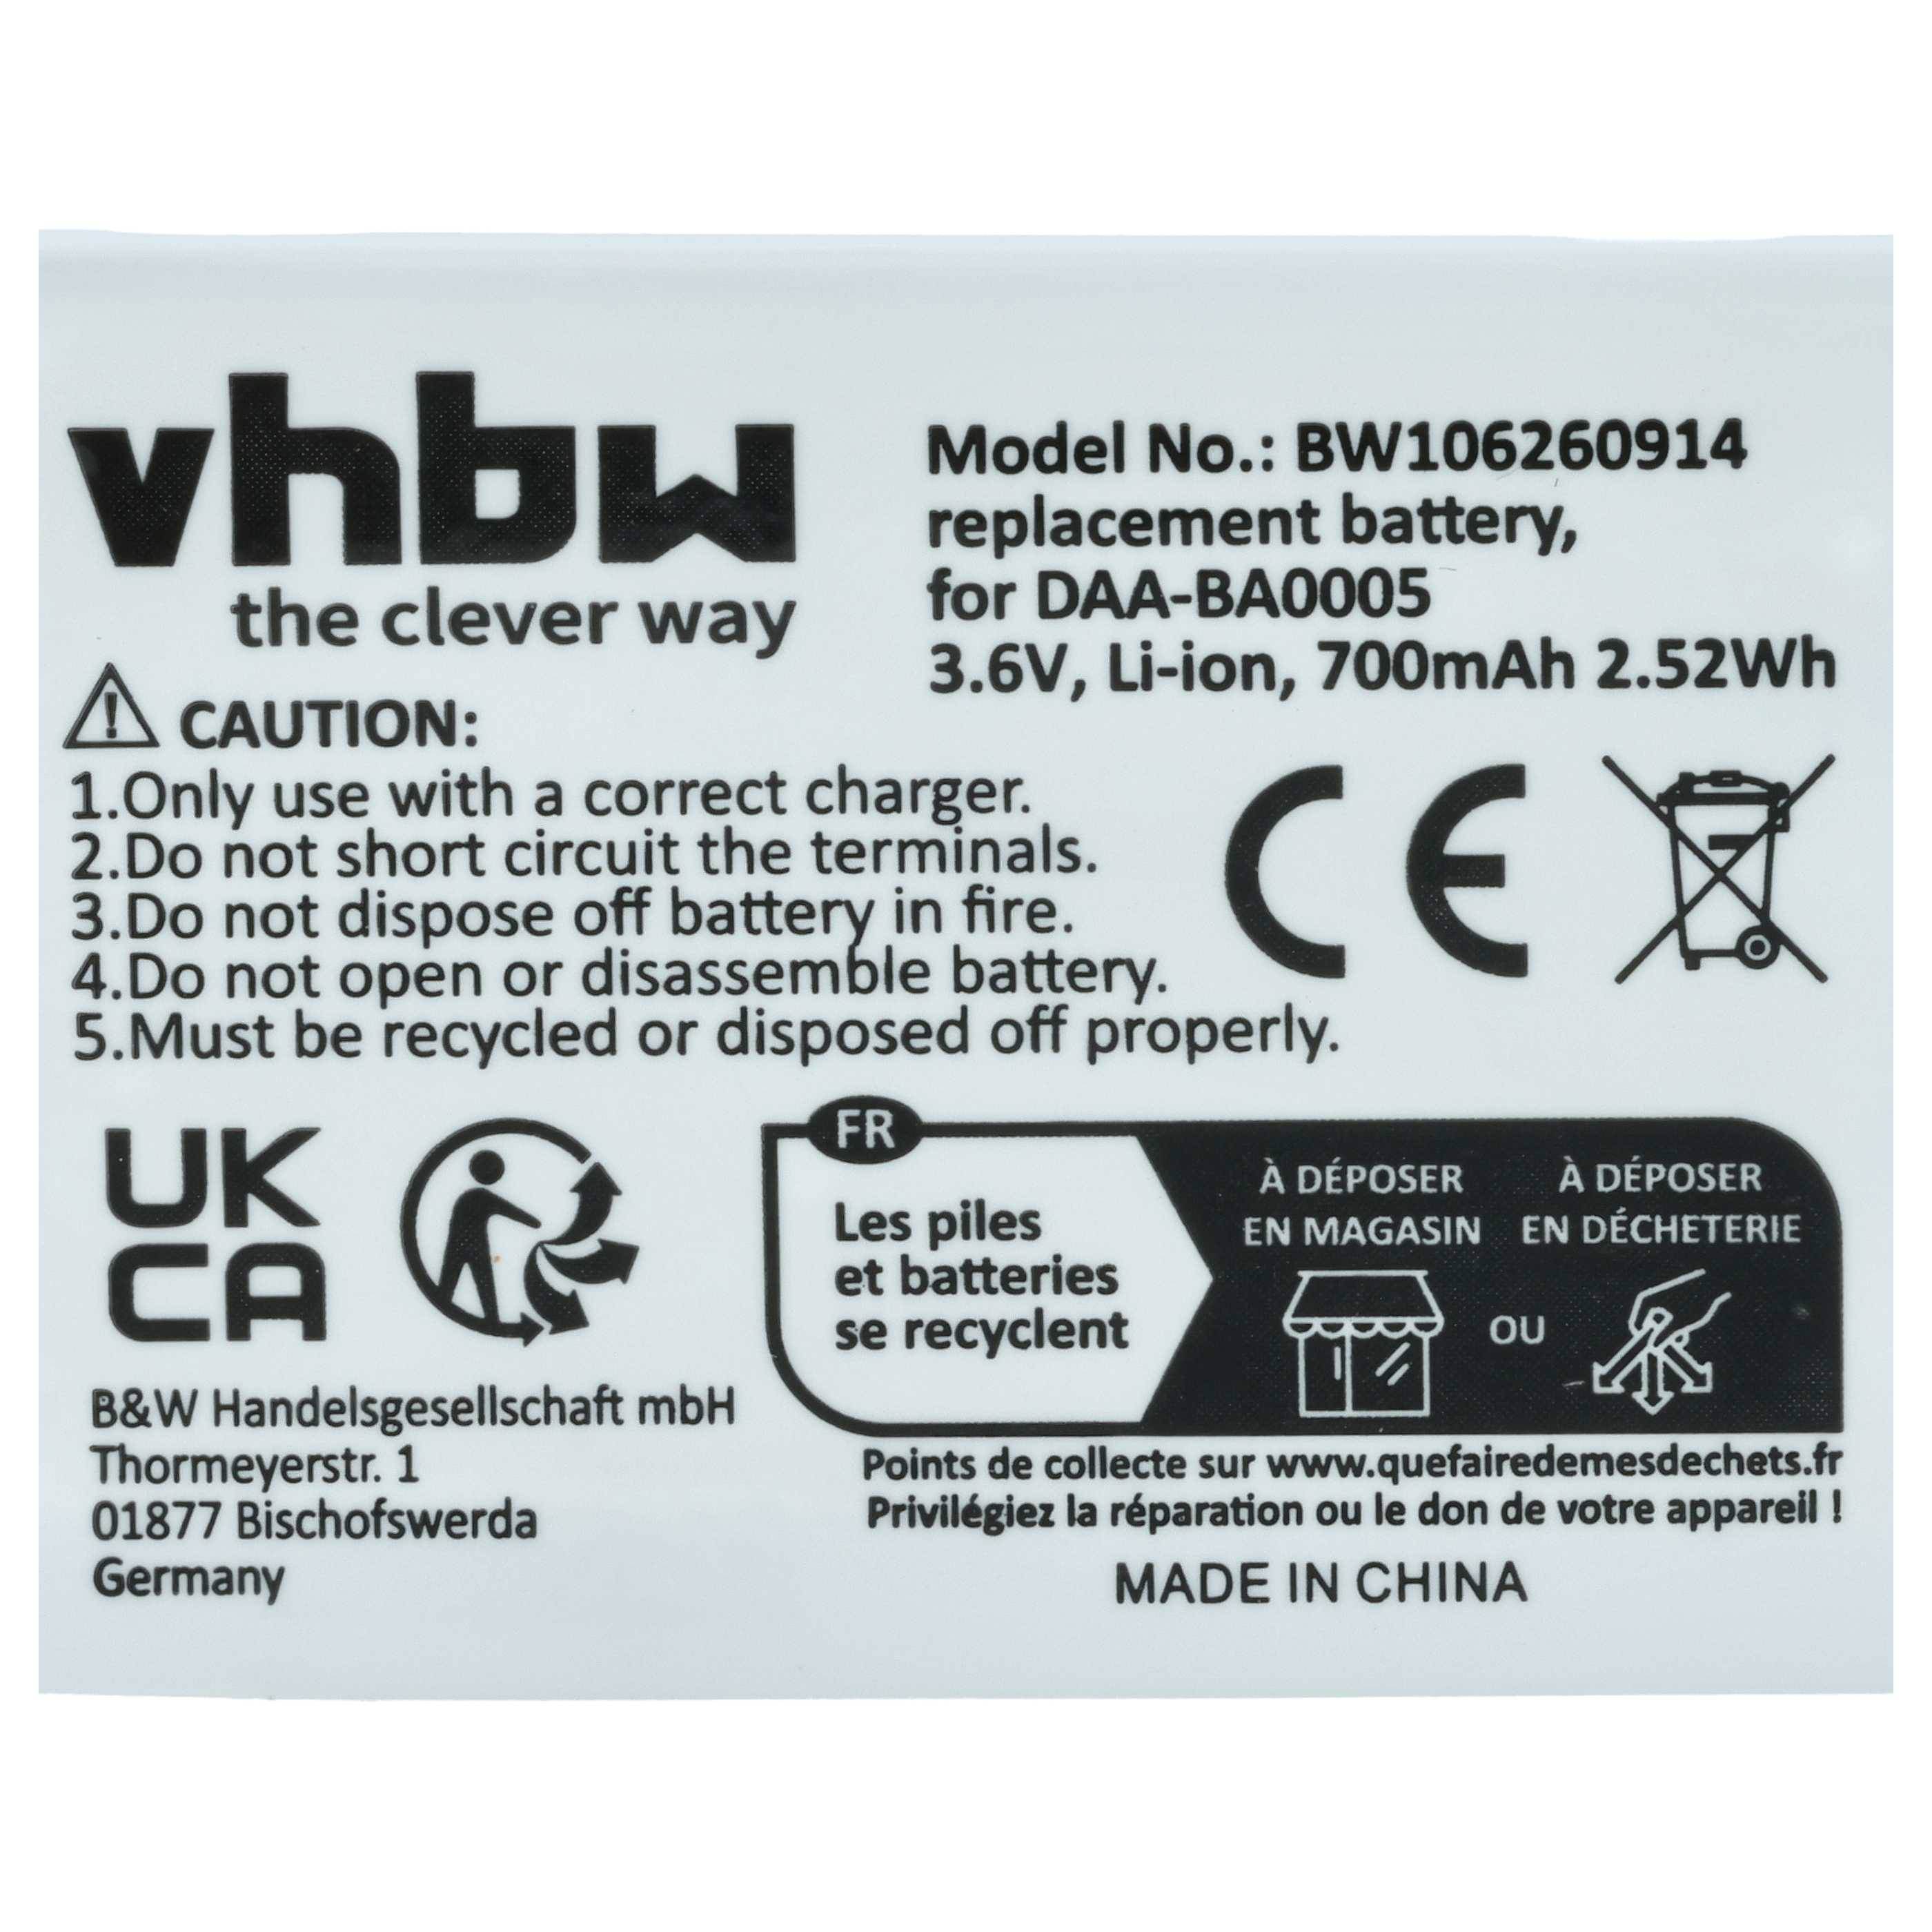 vhbw
the clever way
Model No.: BW106260914
replacement battery,
for DAA-BA0005
3.6V, Li-ion, 700mAh 2.52Wh
CAUTION:
1.Only use with a correct charger.
2.Do not short circuit the terminals.
3.Do not dispose off battery in fire.
4.Do not open or disassemble battery.
5.Must be recycled or disposed off properly.
CE
UK
CA
FR
Les piles
et batteries
se recyclent
À DÉPOSER
EN MAGASIN
OU
À DÉPOSER
EN DÉCHETERIE
Points de collecte sur www.quefairedemesdechets.fr
Privilégiez la réparation ou le don de votre appareil !
B&W Handelsgesellschaft mbH
Thormeyerstr. 1
01877 Bischofswerda
Germany
MADE IN CHINA